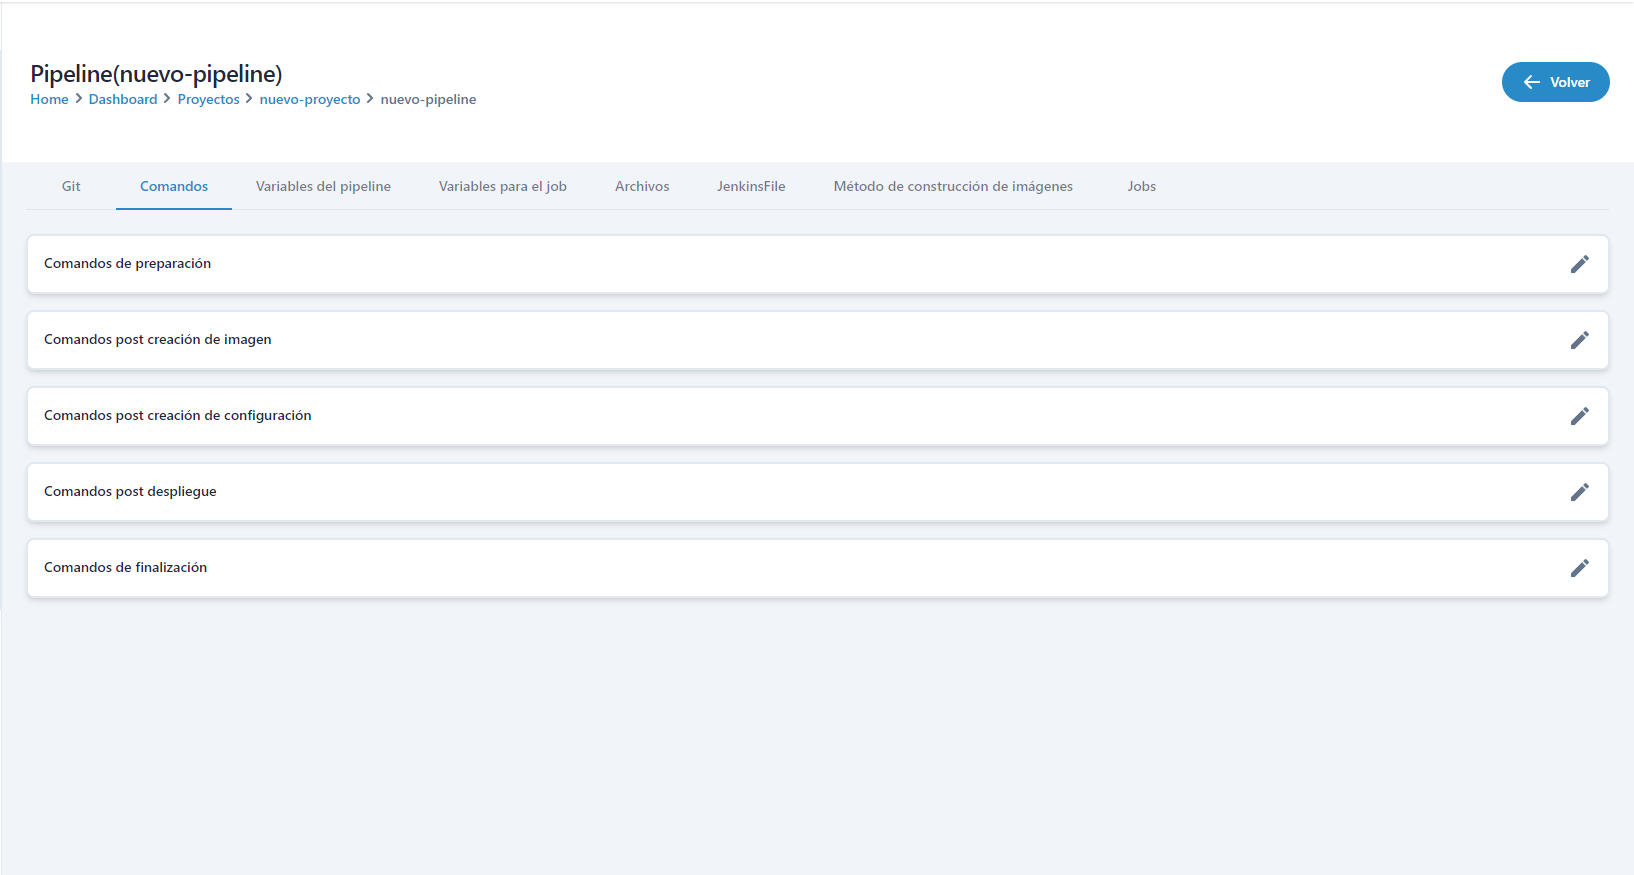 Pipeline(nuevo-pipeline)
Home > Dashboard > Proyectos > nuevo-proyecto > nuevo-pipeline
Volver
Git Comandos Variables del pipeline Variables para el job Archivos JenkinsFile Método de construcción de imágenes Jobs
Comandos de preparación
Comandos post creación de imagen
Comandos post creación de configuración
Comandos post despliegue
Comandos de finalización